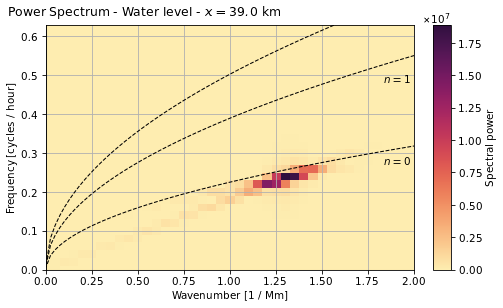 Power Spectrum - Water level - x = 39.0 km
×10⁷
0.6
0.5
0.4
0.3
0.2
0.1
0.0
Frequency [cycles / hour]
n = 1
n = 0
0.00 0.25 0.50 0.75 1.00 1.25 1.50 1.75 2.00
Wavenumber [1 / Mm]
1.75
1.50
1.25
1.00
0.75
0.50
0.25
0.00
Spectral power